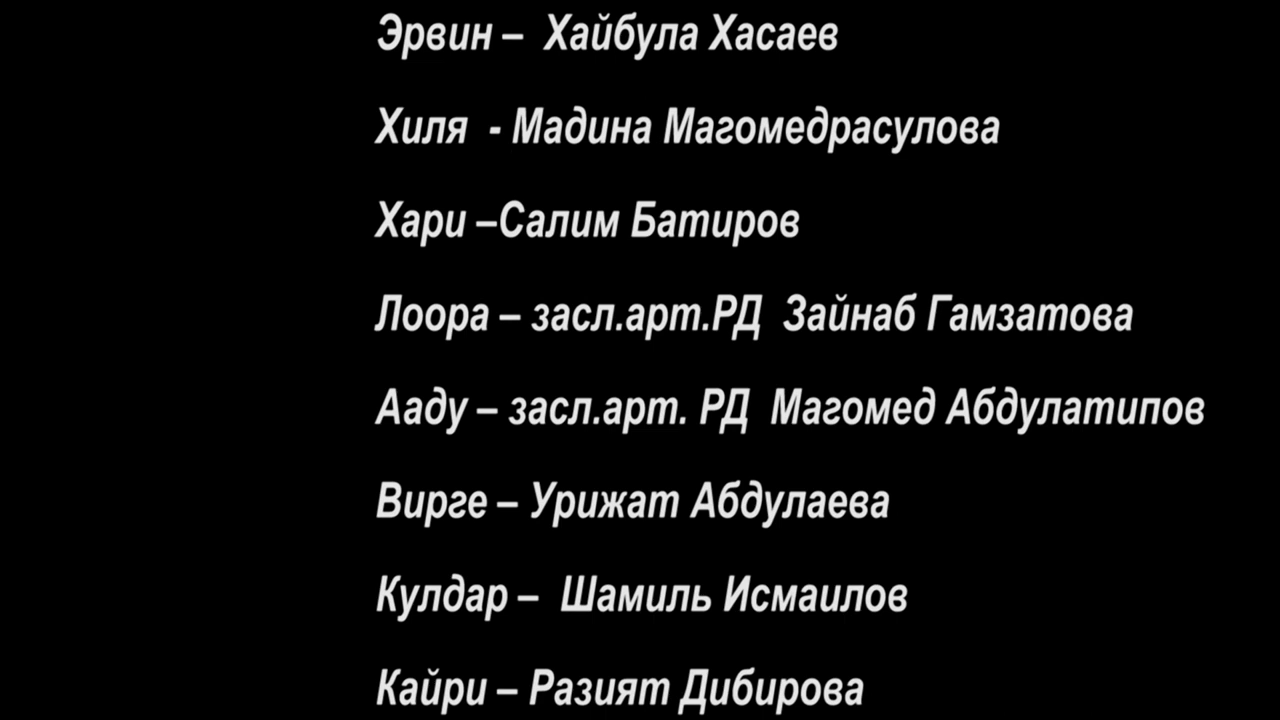 Эрвин – Хайбула Хасаев
Хиля - Мадина Магомедрасулова
Хари –Салим Батиров
Лоора – засл.арт.РД Зайнаб Гамзатова
Ааду – засл.арт. РД Магомед Абдулатипов
Вирге – Урижат Абдулаева
Кулдар – Шамиль Исмаилов
Кайри – Разият Дибирова